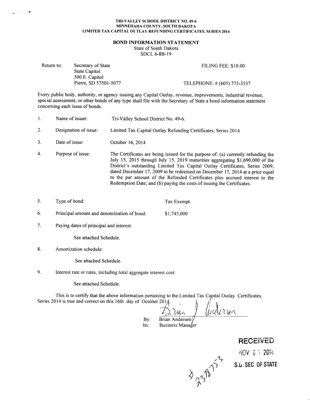 TRI-VALLEY SCHOOL DISTRICT NO. 49-6
MINNEHAHA COUNTY, SOUTH DAKOTA
LIMITED TAX CAPITAL OUTLAY REFUNDING CERTIFICATES, SERIES 2014
BOND INFORMATION STATEMENT
State of South Dakota
SDCL 6-8B-19
Return to: Secretary of State FILING FEE: $10.00
State Capitol
500 E. Capitol
Pierre, SD 57501-5077 TELEPHONE: # (605) 773-3537
Every public body, authority, or agency issuing any Capital Outlay, revenue, improvements, industrial revenue,
special assessment, or other bonds of any type shall file with the Secretary of State a bond information statement
concerning each issue of bonds.
1. Name of issuer: Tri-Valley School District No. 49-6.
2. Designation of issue: Limited Tax Capital Outlay Refunding Certificates, Series 2014
3. Date of issue: October 16, 2014
4. Purpose of issue: The Certificates are being issued for the purpose of: (a) currently refunding the
July 15, 2015 through July 15, 2019 maturities aggregating $1,690,000 of the
District's outstanding Limited Tax Capital Outlay Certificates, Series 2009,
dated December 17, 2009 to be redeemed on December 17, 2014 at a price equal
to the par amount of the Refunded Certificates plus accrued interest to the
Redemption Date; and (b) paying the costs of issuing the Certificates.
5. Type of bond: Tax Exempt.
6. Principal amount and denomination of bond: $1,745,000
7. Paying dates of principal and interest:
See attached Schedule.
8. Amortization schedule:
See attached Schedule.
9. Interest rate or rates, including total aggregate interest cost:
See attached Schedule.
This is to certify that the above information pertaining to the Limited Tax Capital Outlay Certificates,
Series 2014 is true and correct on this 16th day of October 2014.
Brian J Andersen
By: Brian Andersen
Its: Business Manager
RECEIVED
NOV 07 2014
S.D. SEC. OF STATE